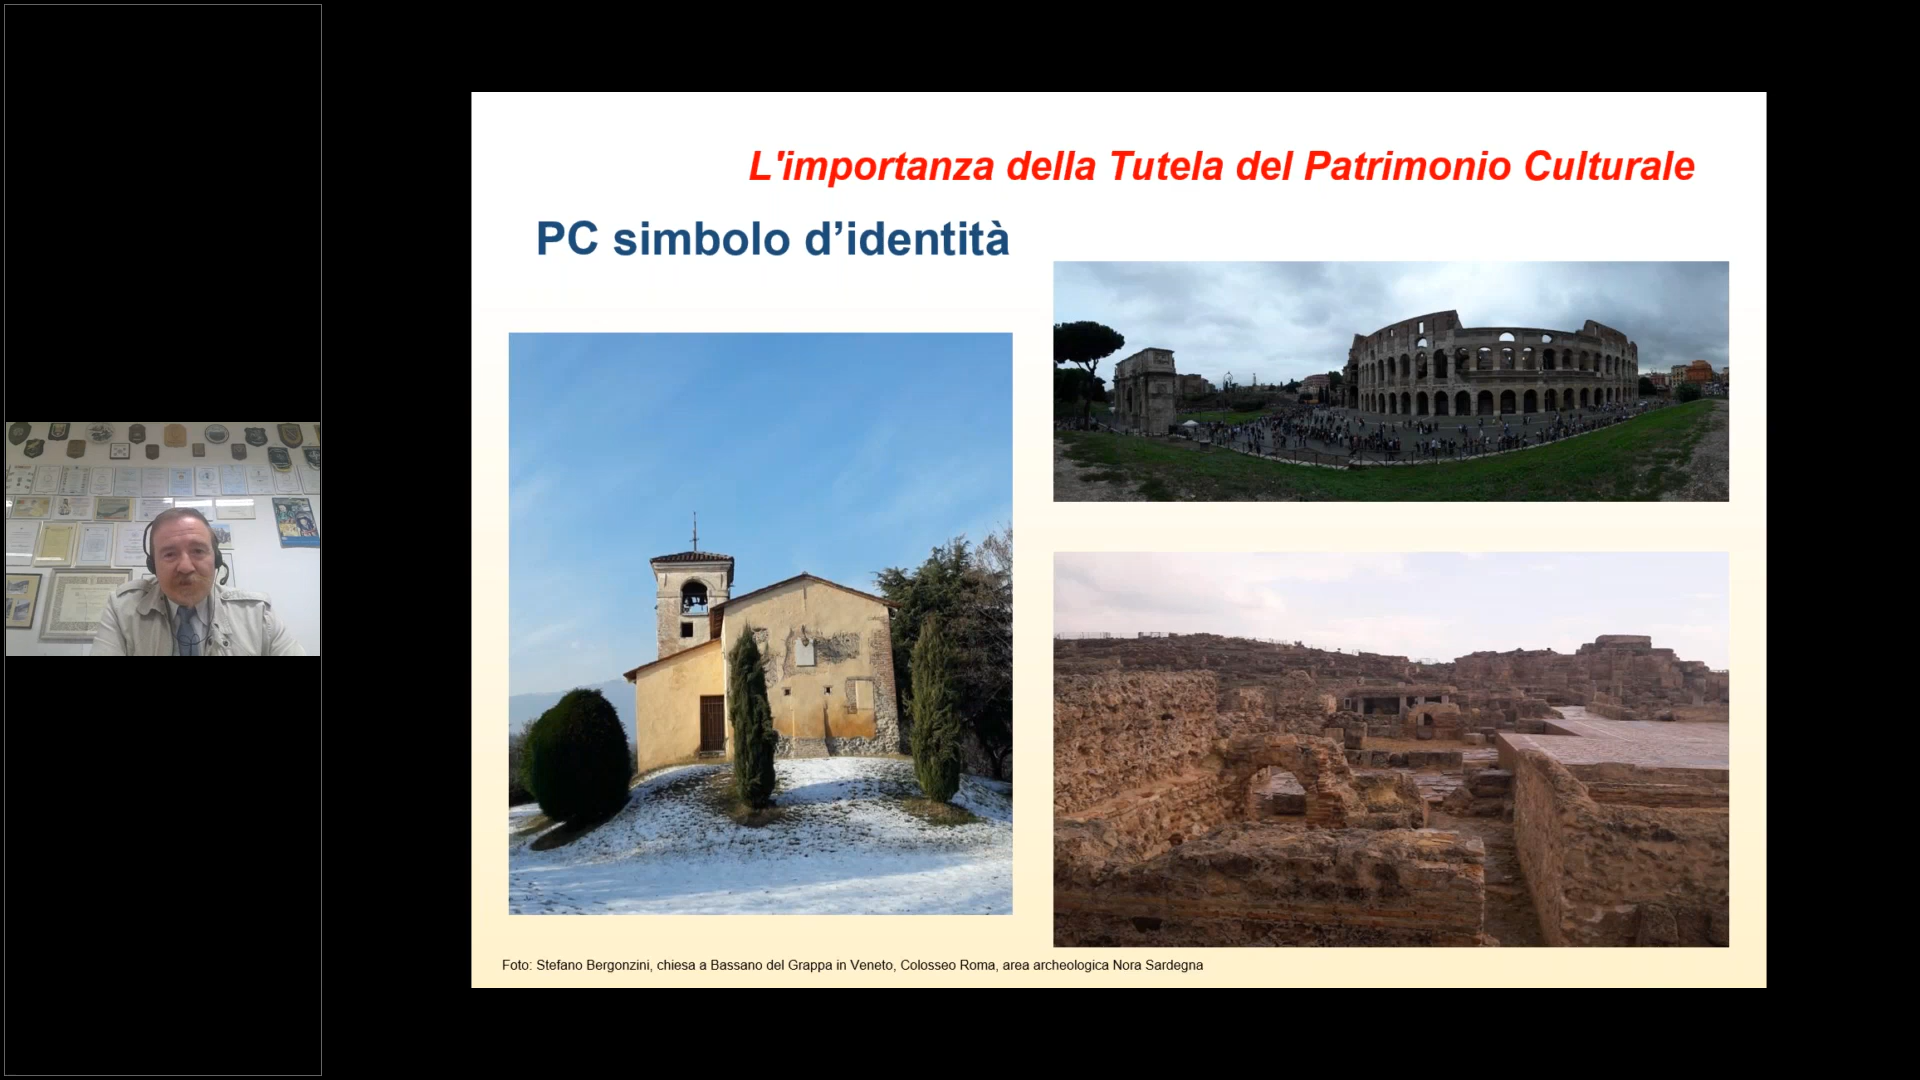 L'importanza della Tutela del Patrimonio Culturale
PC simbolo d’identità
Foto: Stefano Bergonzini, chiesa a Bassano del Grappa in Veneto, Colosseo Roma, area archeologica Nora Sardegna